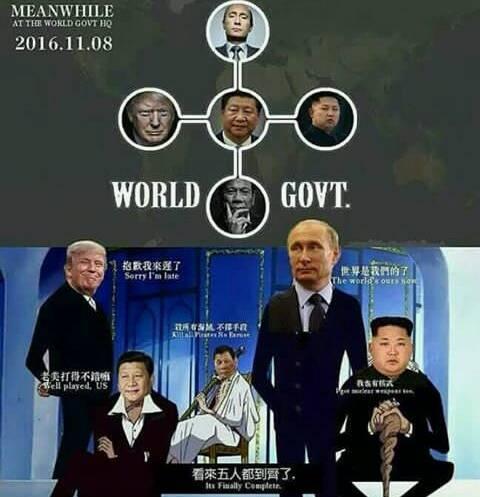 MEANWHILE
AT THE WORLD GOVT HQ
2016.11.08
WORLD GOVT.
抱歉我來遲了
Sorry I'm late
世界是我們的了
The world's ours now
殺所有海賊, 不擇手段
Kill all Pirates No Excuse
老美打得不錯嘛
Well played, US
我也有核武
I got nuclear weapons too.
看來五人都到齊了.
Its Finally Complete.